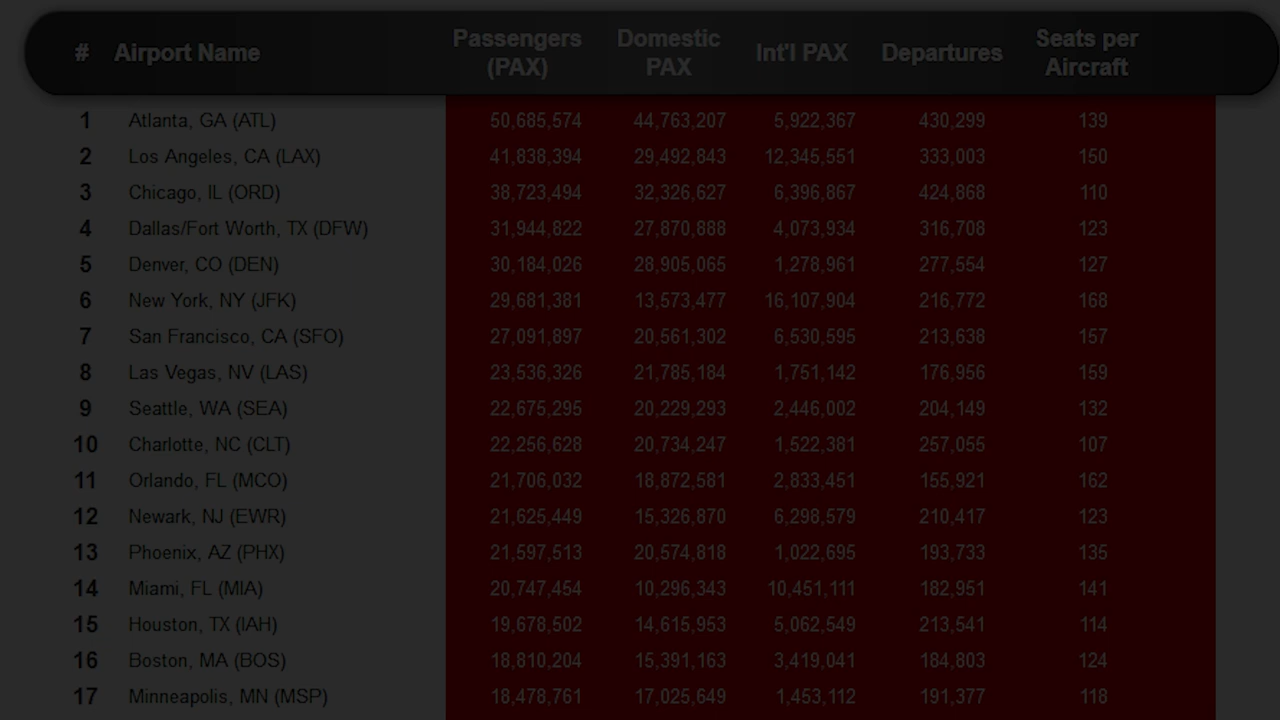 # Airport Name Passengers (PAX) Domestic PAX Int'l PAX Departures Seats per Aircraft
1 Atlanta, GA (ATL) 50,685,574 44,763,207 5,922,367 430,299 139
2 Los Angeles, CA (LAX) 41,838,394 29,492,843 12,345,551 333,003 150
3 Chicago, IL (ORD) 38,723,494 32,326,627 6,396,867 424,868 110
4 Dallas/Fort Worth, TX (DFW) 31,944,822 27,870,888 4,073,934 316,708 123
5 Denver, CO (DEN) 30,184,026 28,905,065 1,278,961 277,554 127
6 New York, NY (JFK) 29,681,381 13,573,477 16,107,904 216,772 168
7 San Francisco, CA (SFO) 27,091,897 20,561,302 6,530,595 213,638 157
8 Las Vegas, NV (LAS) 23,536,326 21,785,184 1,751,142 176,956 159
9 Seattle, WA (SEA) 22,675,295 20,229,293 2,446,002 204,149 132
10 Charlotte, NC (CLT) 22,256,628 20,734,247 1,522,381 257,055 107
11 Orlando, FL (MCO) 21,706,032 18,872,581 2,833,451 155,921 162
12 Newark, NJ (EWR) 21,625,449 15,326,870 6,298,579 210,417 123
13 Phoenix, AZ (PHX) 21,597,513 20,574,818 1,022,695 193,733 135
14 Miami, FL (MIA) 20,747,454 10,296,343 10,451,111 182,951 141
15 Houston, TX (IAH) 19,678,502 14,615,953 5,062,549 213,541 114
16 Boston, MA (BOS) 18,810,204 15,391,163 3,419,041 184,803 124
17 Minneapolis, MN (MSP) 18,478,761 17,025,649 1,453,112 191,377 118